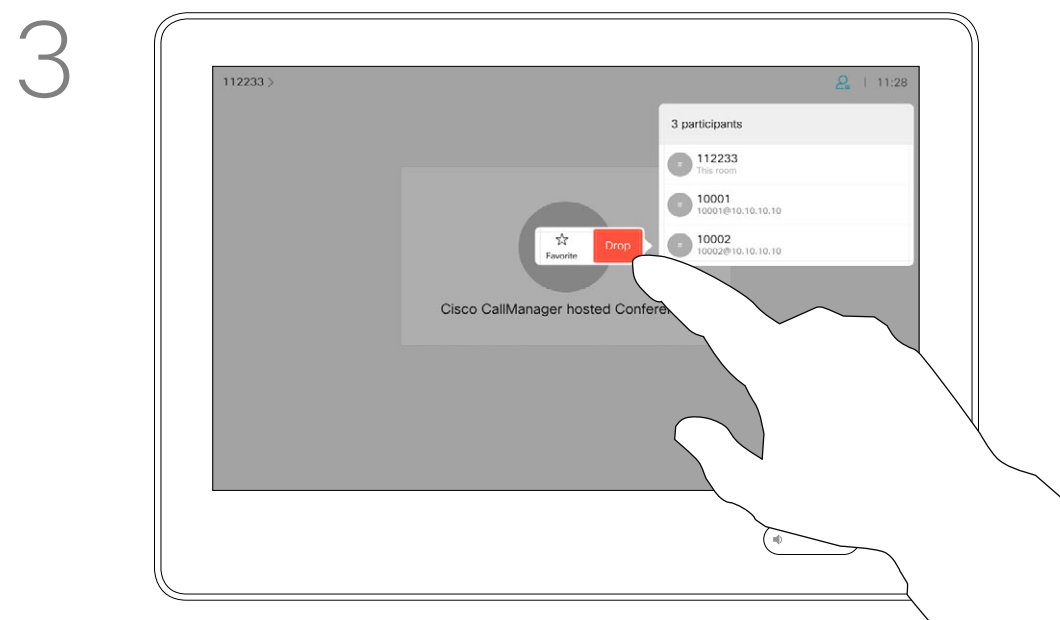 3
112233 >
11:28
3 participants
112233
This room
10001
10001@10.10.10.10
10002
10002@10.10.10.10
Favorite
Drop
Cisco CallManager hosted